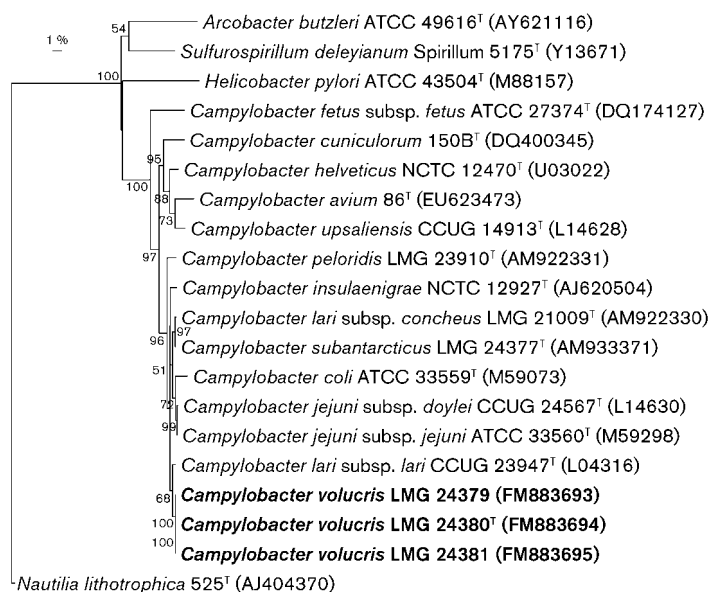 Arcobacter butzleri ATCC 49616ᵀ (AY621116)
54
1 %
Sulfurospirillum deleyianum Spirillum 5175ᵀ (Y13671)
100
Helicobacter pylori ATCC 43504ᵀ (M88157)
Campylobacter fetus subsp. fetus ATCC 27374ᵀ (DQ174127)
Campylobacter cuniculorum 150Bᵀ (DQ400345)
95
Campylobacter helveticus NCTC 12470ᵀ (U03022)
100
88
Campylobacter avium 86ᵀ (EU623473)
73
Campylobacter upsaliensis CCUG 14913ᵀ (L14628)
97
Campylobacter peloridis LMG 23910ᵀ (AM922331)
Campylobacter insulaenigrae NCTC 12927ᵀ (AJ620504)
Campylobacter lari subsp. concheus LMG 21009ᵀ (AM922330)
97
96
Campylobacter subantarcticus LMG 24377ᵀ (AM933371)
51
Campylobacter coli ATCC 33559ᵀ (M59073)
72
Campylobacter jejuni subsp. doylei CCUG 24567ᵀ (L14630)
99
Campylobacter jejuni subsp. jejuni ATCC 33560ᵀ (M59298)
Campylobacter lari subsp. lari CCUG 23947ᵀ (L04316)
68
Campylobacter volucris LMG 24379 (FM883693)
100
Campylobacter volucris LMG 24380ᵀ (FM883694)
100
Campylobacter volucris LMG 24381 (FM883695)
Nautilia lithotrophica 525ᵀ (AJ404370)